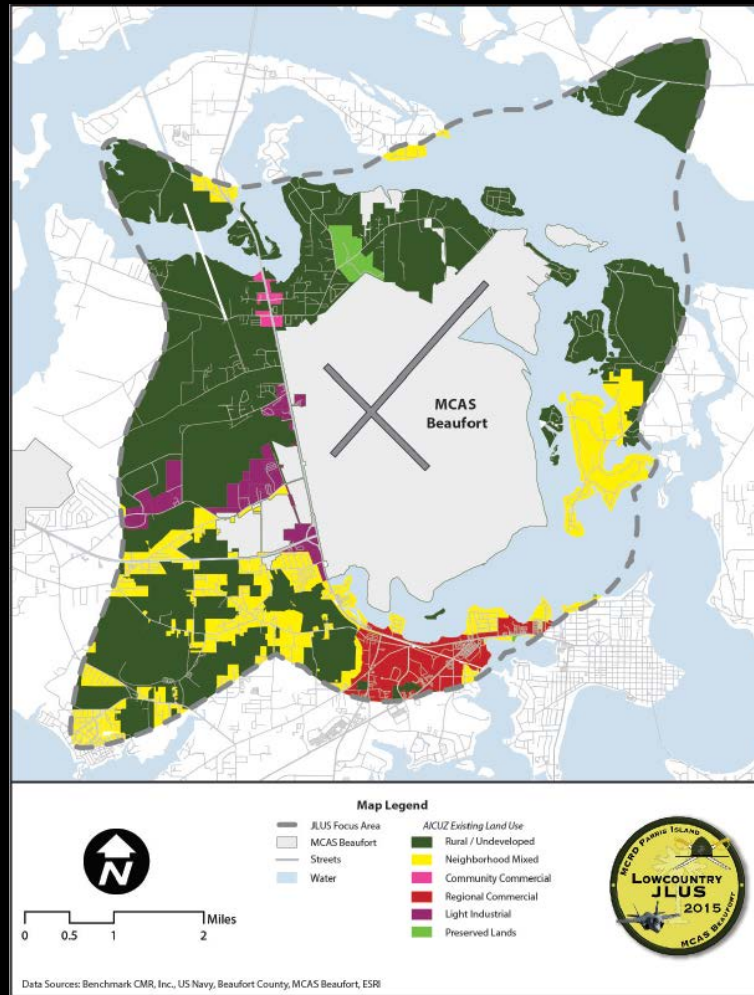 MCAS
Beaufort
Map Legend
JLUS Focus Area
MCAS Beaufort
Streets
Water
AICUZ Existing Land Use
Rural / Undeveloped
Neighborhood Mixed
Community Commercial
Regional Commercial
Light Industrial
Preserved Lands
N
Miles
0 0.5 1 2
MCRD PARRIS ISLAND
LOWCOUNTRY
JLUS
2015
MCAS BEAUFORT
Data Sources: Benchmark CMR, Inc., US Navy, Beaufort County, MCAS Beaufort, ESRI